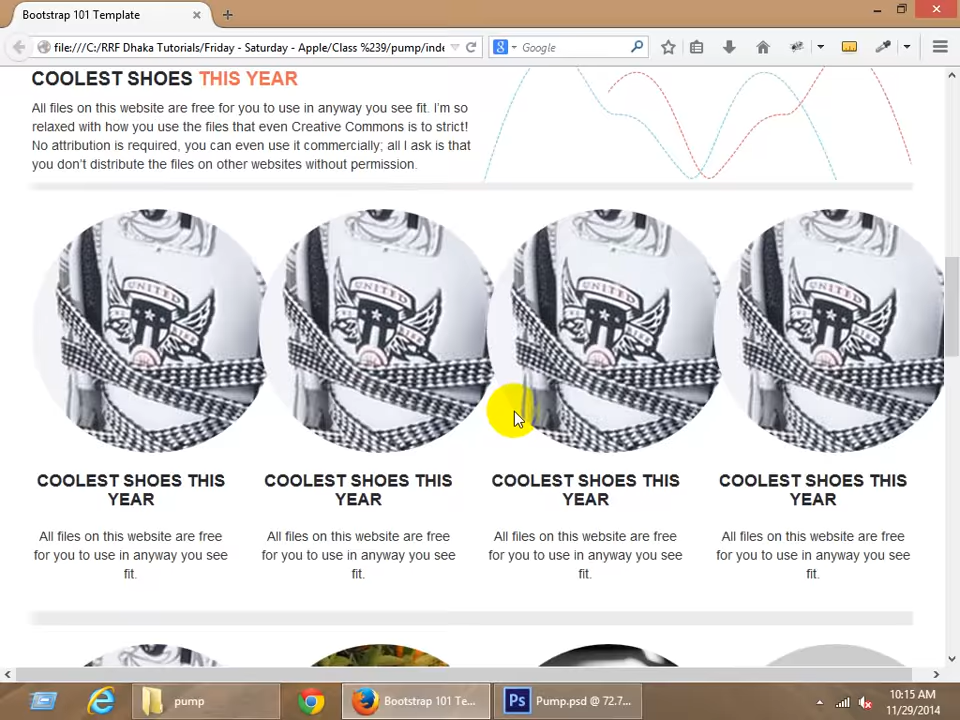 Bootstrap 101 Template
file:///C:/RRF Dhaka Tutorials/Friday - Saturday - Apple/Class %239/pump/inde
Google
COOLEST SHOES THIS YEAR
All files on this website are free for you to use in anyway you see fit. I'm so
relaxed with how you use the files that even Creative Commons is to strict!
No attribution is required, you can even use it commercially; all I ask is that
you don't distribute the files on other websites without permission.
UNITED UNITED UNITED UNITED
COOLEST SHOES THIS YEAR
COOLEST SHOES THIS YEAR
COOLEST SHOES THIS YEAR
COOLEST SHOES THIS YEAR
All files on this website are free
for you to use in anyway you see
fit.
All files on this website are free
for you to use in anyway you see
fit.
All files on this website are free
for you to use in anyway you see
fit.
All files on this website are free
for you to use in anyway you see
fit.
pump
Bootstrap 101 Te...
Ps
Pump.psd @ 72.7...
10:15 AM
11/29/2014